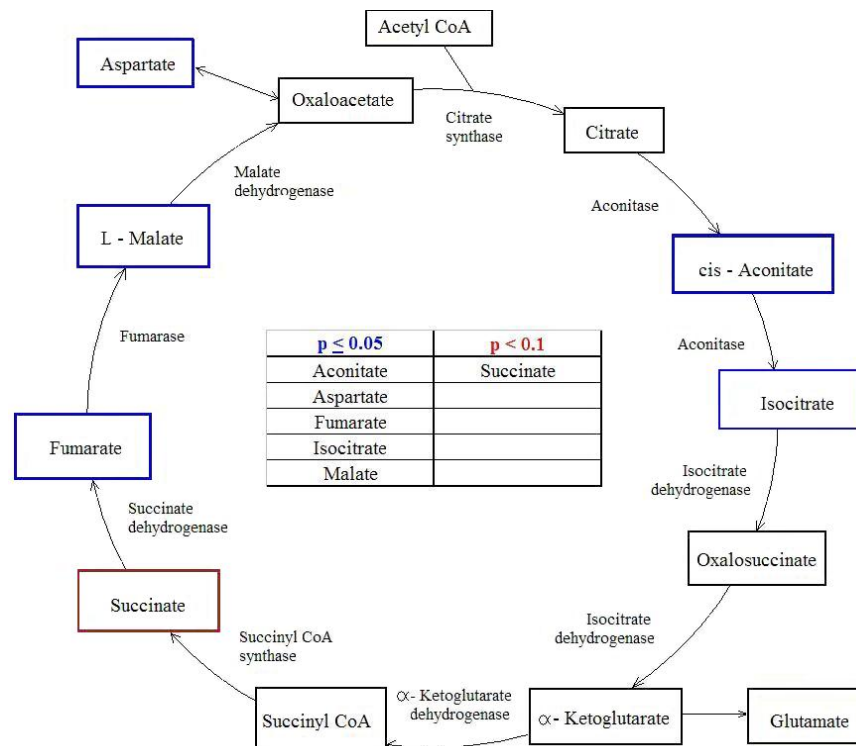 Acetyl CoA
Aspartate
Oxaloacetate
Citrate
synthase
Citrate
Malate
dehydrogenase
Aconitase
L - Malate
cis - Aconitate
Fumarase
Aconitase
p ≤ 0.05 p < 0.1
Aconitate Succinate
Aspartate
Fumarate
Isocitrate
Malate
Isocitrate
Fumarate
Isocitrate
dehydrogenase
Succinate
dehydrogenase
Oxalosuccinate
Succinate
Isocitrate
dehydrogenase
Succinyl CoA
synthase
α- Ketoglutarate
dehydrogenase
Succinyl CoA
α- Ketoglutarate
Glutamate